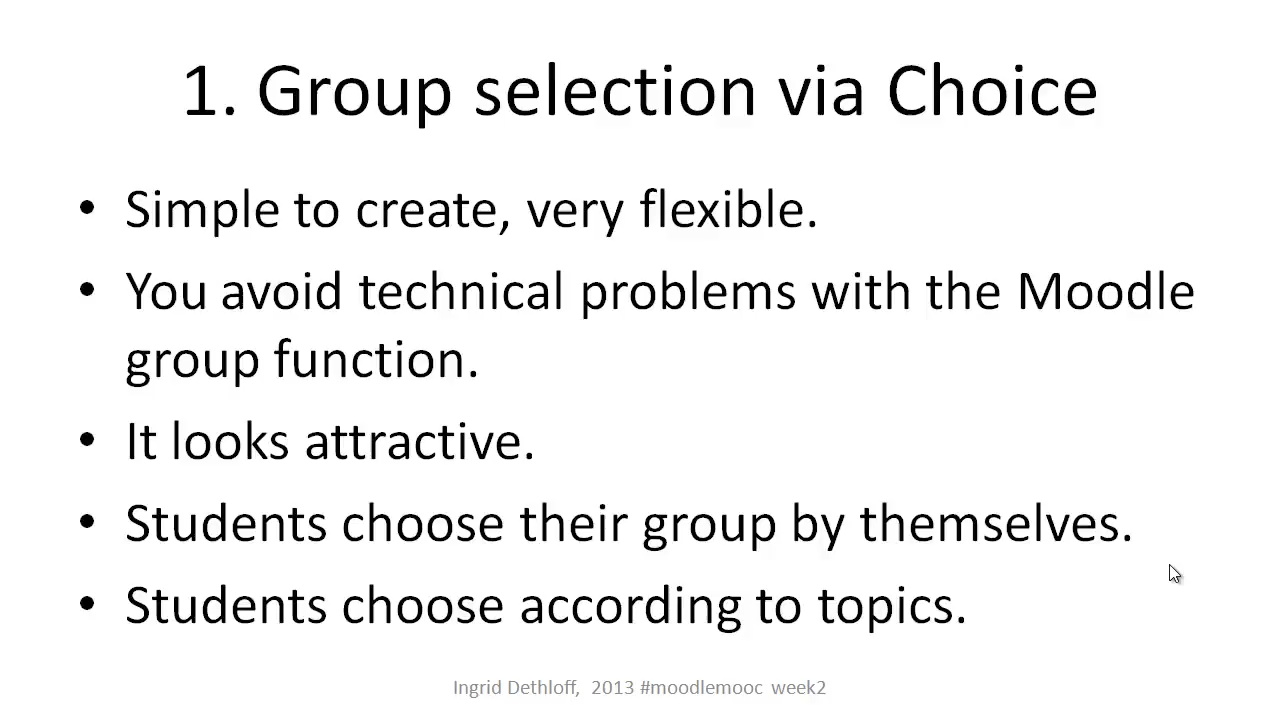 1. Group selection via Choice
• Simple to create, very flexible.
• You avoid technical problems with the Moodle
group function.
• It looks attractive.
• Students choose their group by themselves.
• Students choose according to topics.
Ingrid Dethloff, 2013 #moodlemooc week2